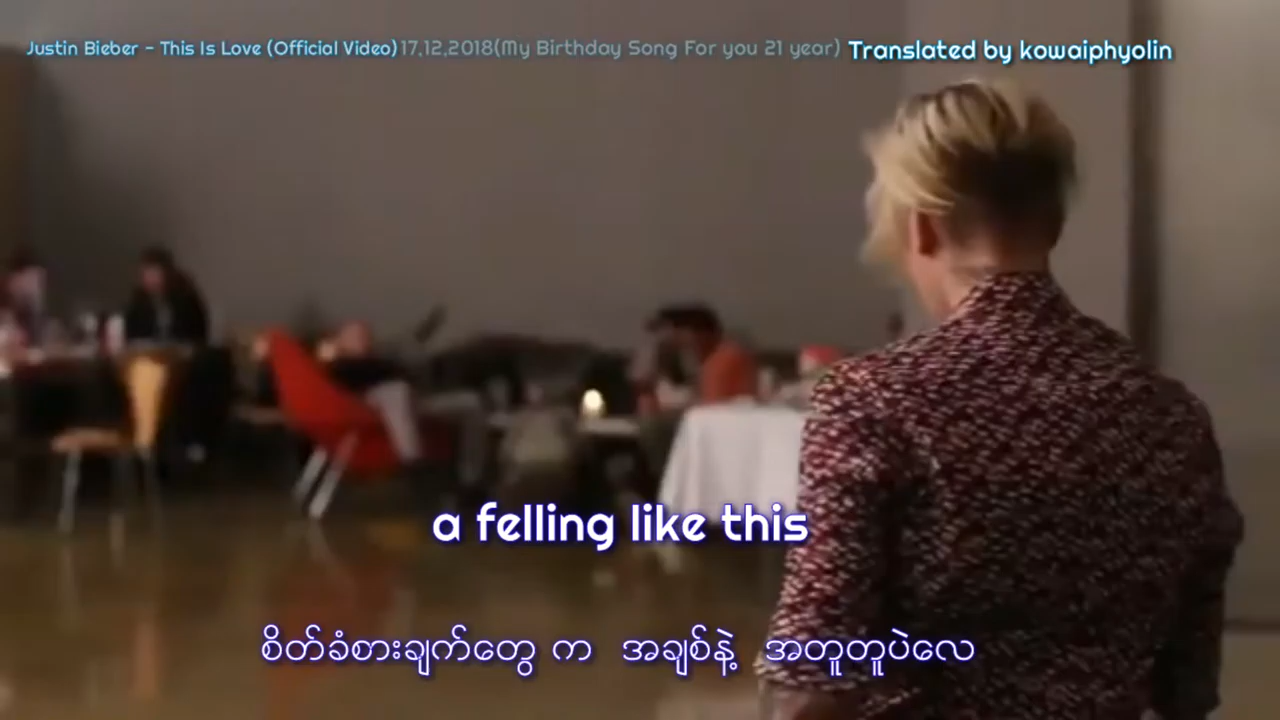 Justin Bieber - This Is Love (Official Video) 17,12,2018(My Birthday Song For you 21 year) Translated by kowaiphyolin
a felling like this
စိတ်ခံစားချက်တွေ က အချစ်နဲ့ အတူတူပဲလေ